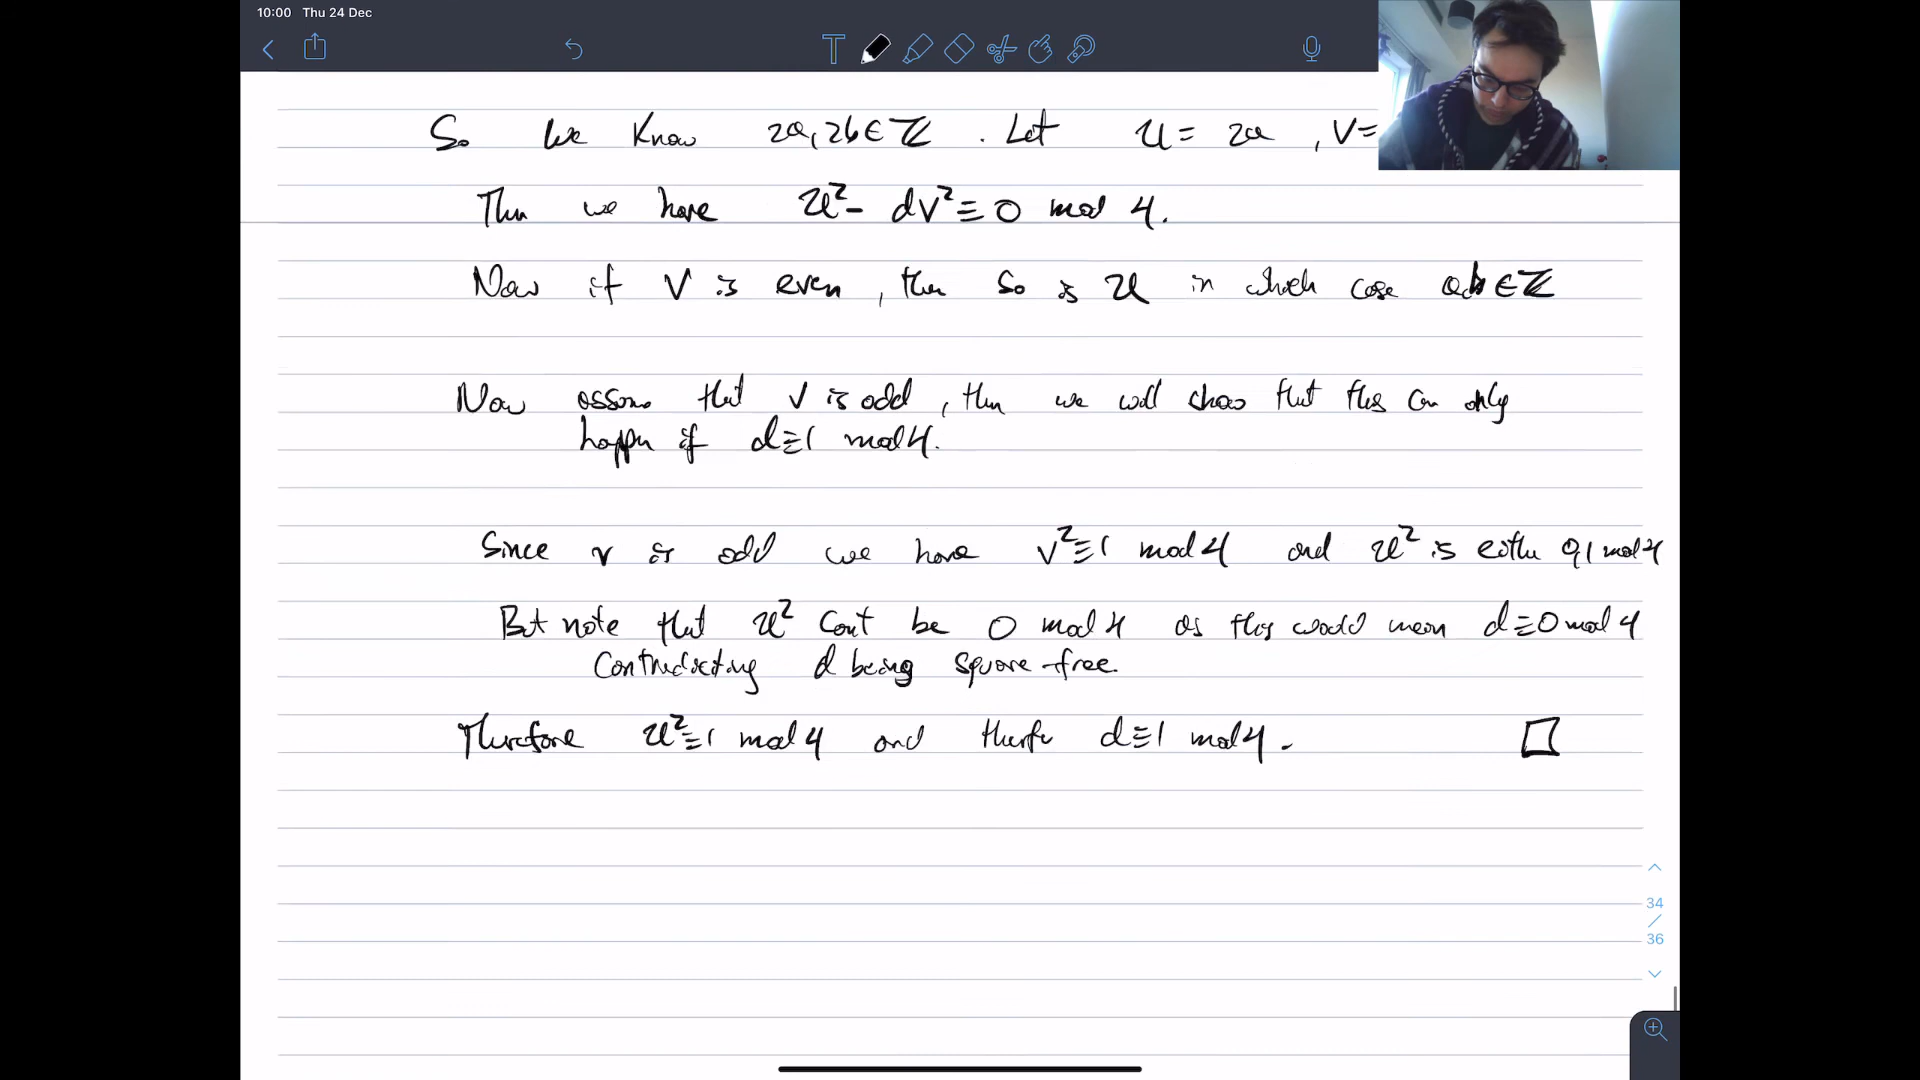 10:00 Thu 24 Dec
So we know 2a, 2b ∈ ℤ. Let u = 2a, v =
Then we have u² - dv² ≡ 0 mod 4.
Now if v is even, then so is u in which case a,b ∈ ℤ
Now assume that v is odd, then we will show that this can only
happen if d ≡ 1 mod 4.
Since v is odd we have v² ≡ 1 mod 4 and u² is either 0,1 mod 4
But note that u² can't be 0 mod 4 as this would mean d ≡ 0 mod 4
contradicting d being square-free.
Therefore u² ≡ 1 mod 4 and therefore d ≡ 1 mod 4. □
34
/
36